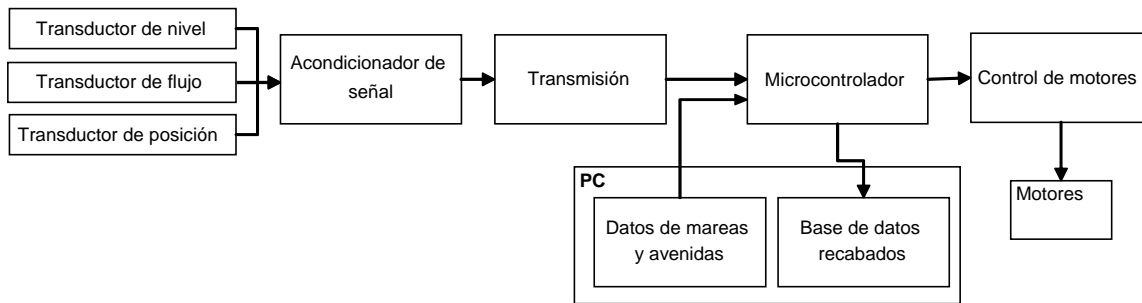 Transductor de nivel
Transductor de flujo
Transductor de posición
Acondicionador de
señal
Transmisión
Microcontrolador
Control de motores
Motores
PC
Datos de mareas
y avenidas
Base de datos
recabados